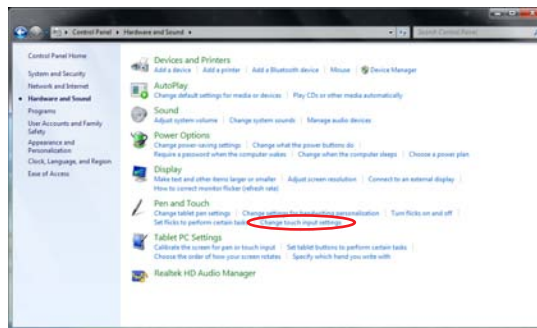 Control Panel ▸ Hardware and Sound ▸
Search Control Panel
Control Panel Home
System and Security
Network and Internet
Hardware and Sound
Programs
User Accounts and Family
Safety
Appearance and
Personalization
Clock, Language, and Region
Ease of Access
Devices and Printers
Add a device | Add a printer | Add a Bluetooth device | Mouse | Device Manager
AutoPlay
Change default settings for media or devices | Play CDs or other media automatically
Sound
Adjust system volume | Change system sounds | Manage audio devices
Power Options
Change power-saving settings | Change what the power buttons do |
Require a password when the computer wakes | Change when the computer sleeps | Choose a power plan
Display
Make text and other items larger or smaller | Adjust screen resolution | Connect to an external display |
How to correct monitor flicker (refresh rate)
Pen and Touch
Change tablet pen settings | Change settings for handwriting personalisation | Turn flicks on and off |
Set flicks to perform certain tasks | Change touch input settings
Tablet PC Settings
Calibrate the screen for pen or touch input | Set tablet buttons to perform certain tasks |
Choose the order of how your screen rotates | Specify which hand you write with
Realtek HD Audio Manager